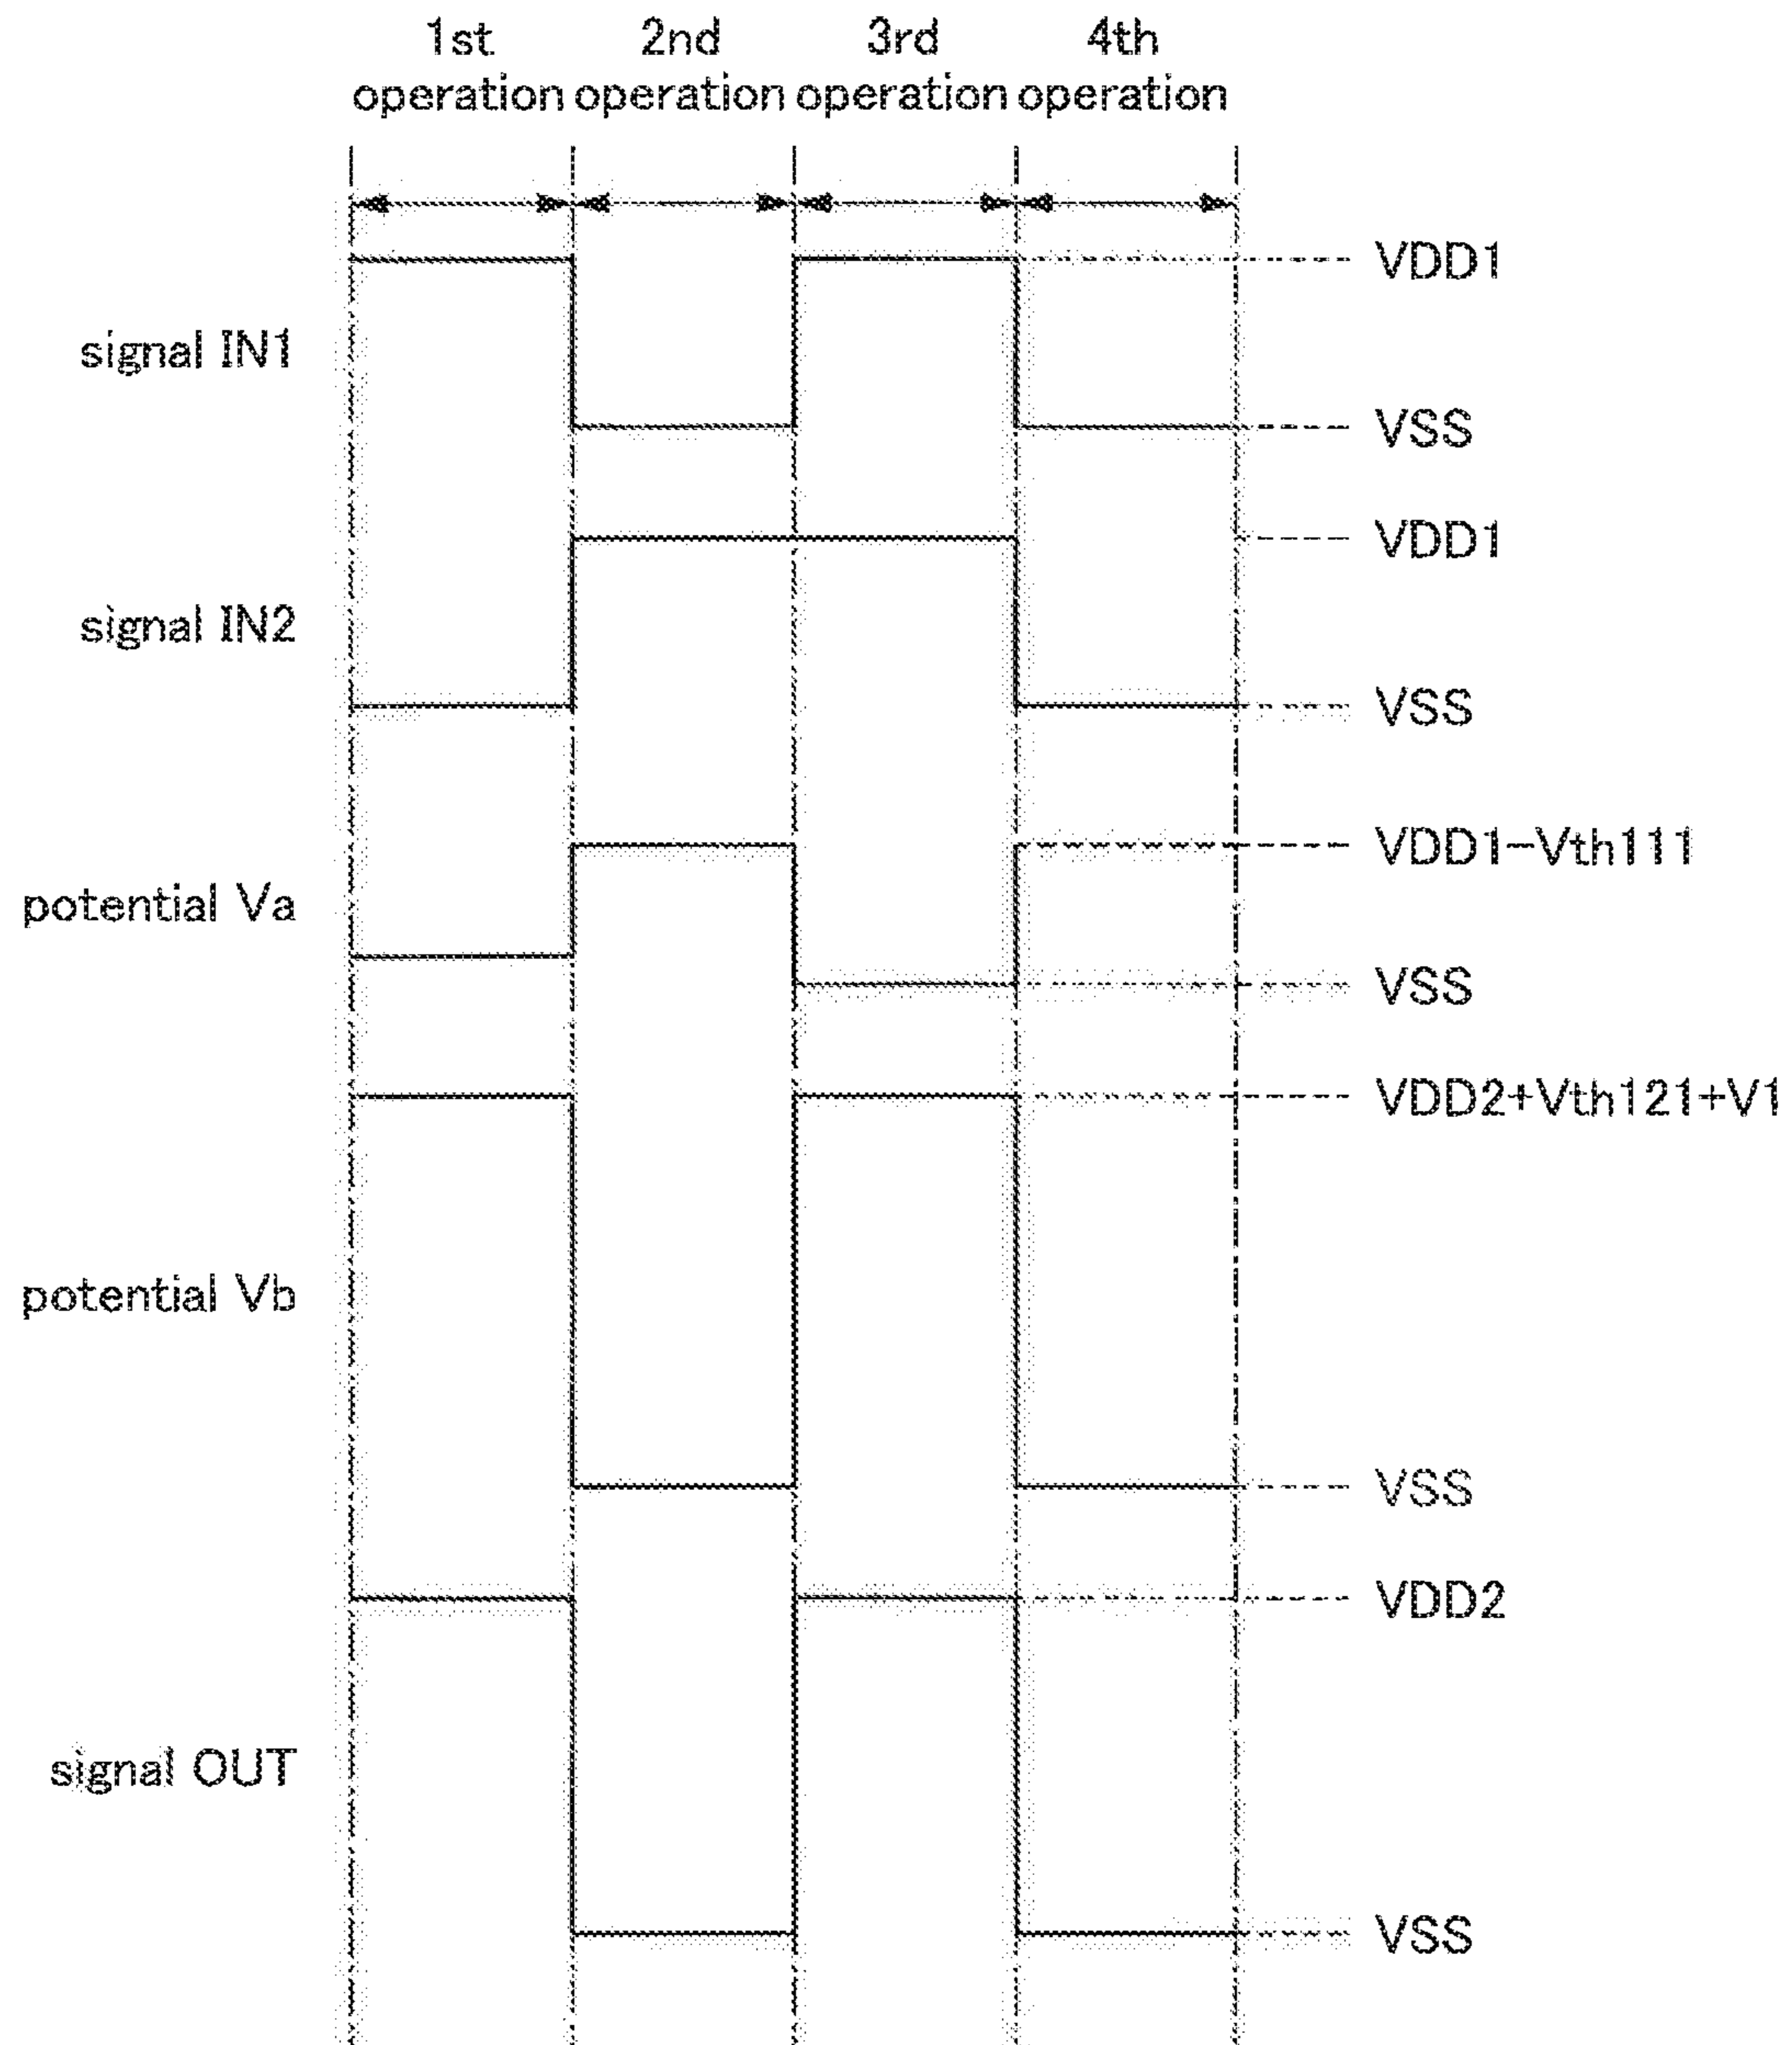 1st 2nd 3rd 4th
operation operation operation operation
VDD1
signal IN1
VSS
VDD1
signal IN2
VSS
VDD1-Vth111
potential Va
VSS
VDD2+Vth121+V1
potential Vb
VSS
VDD2
signal OUT
VSS